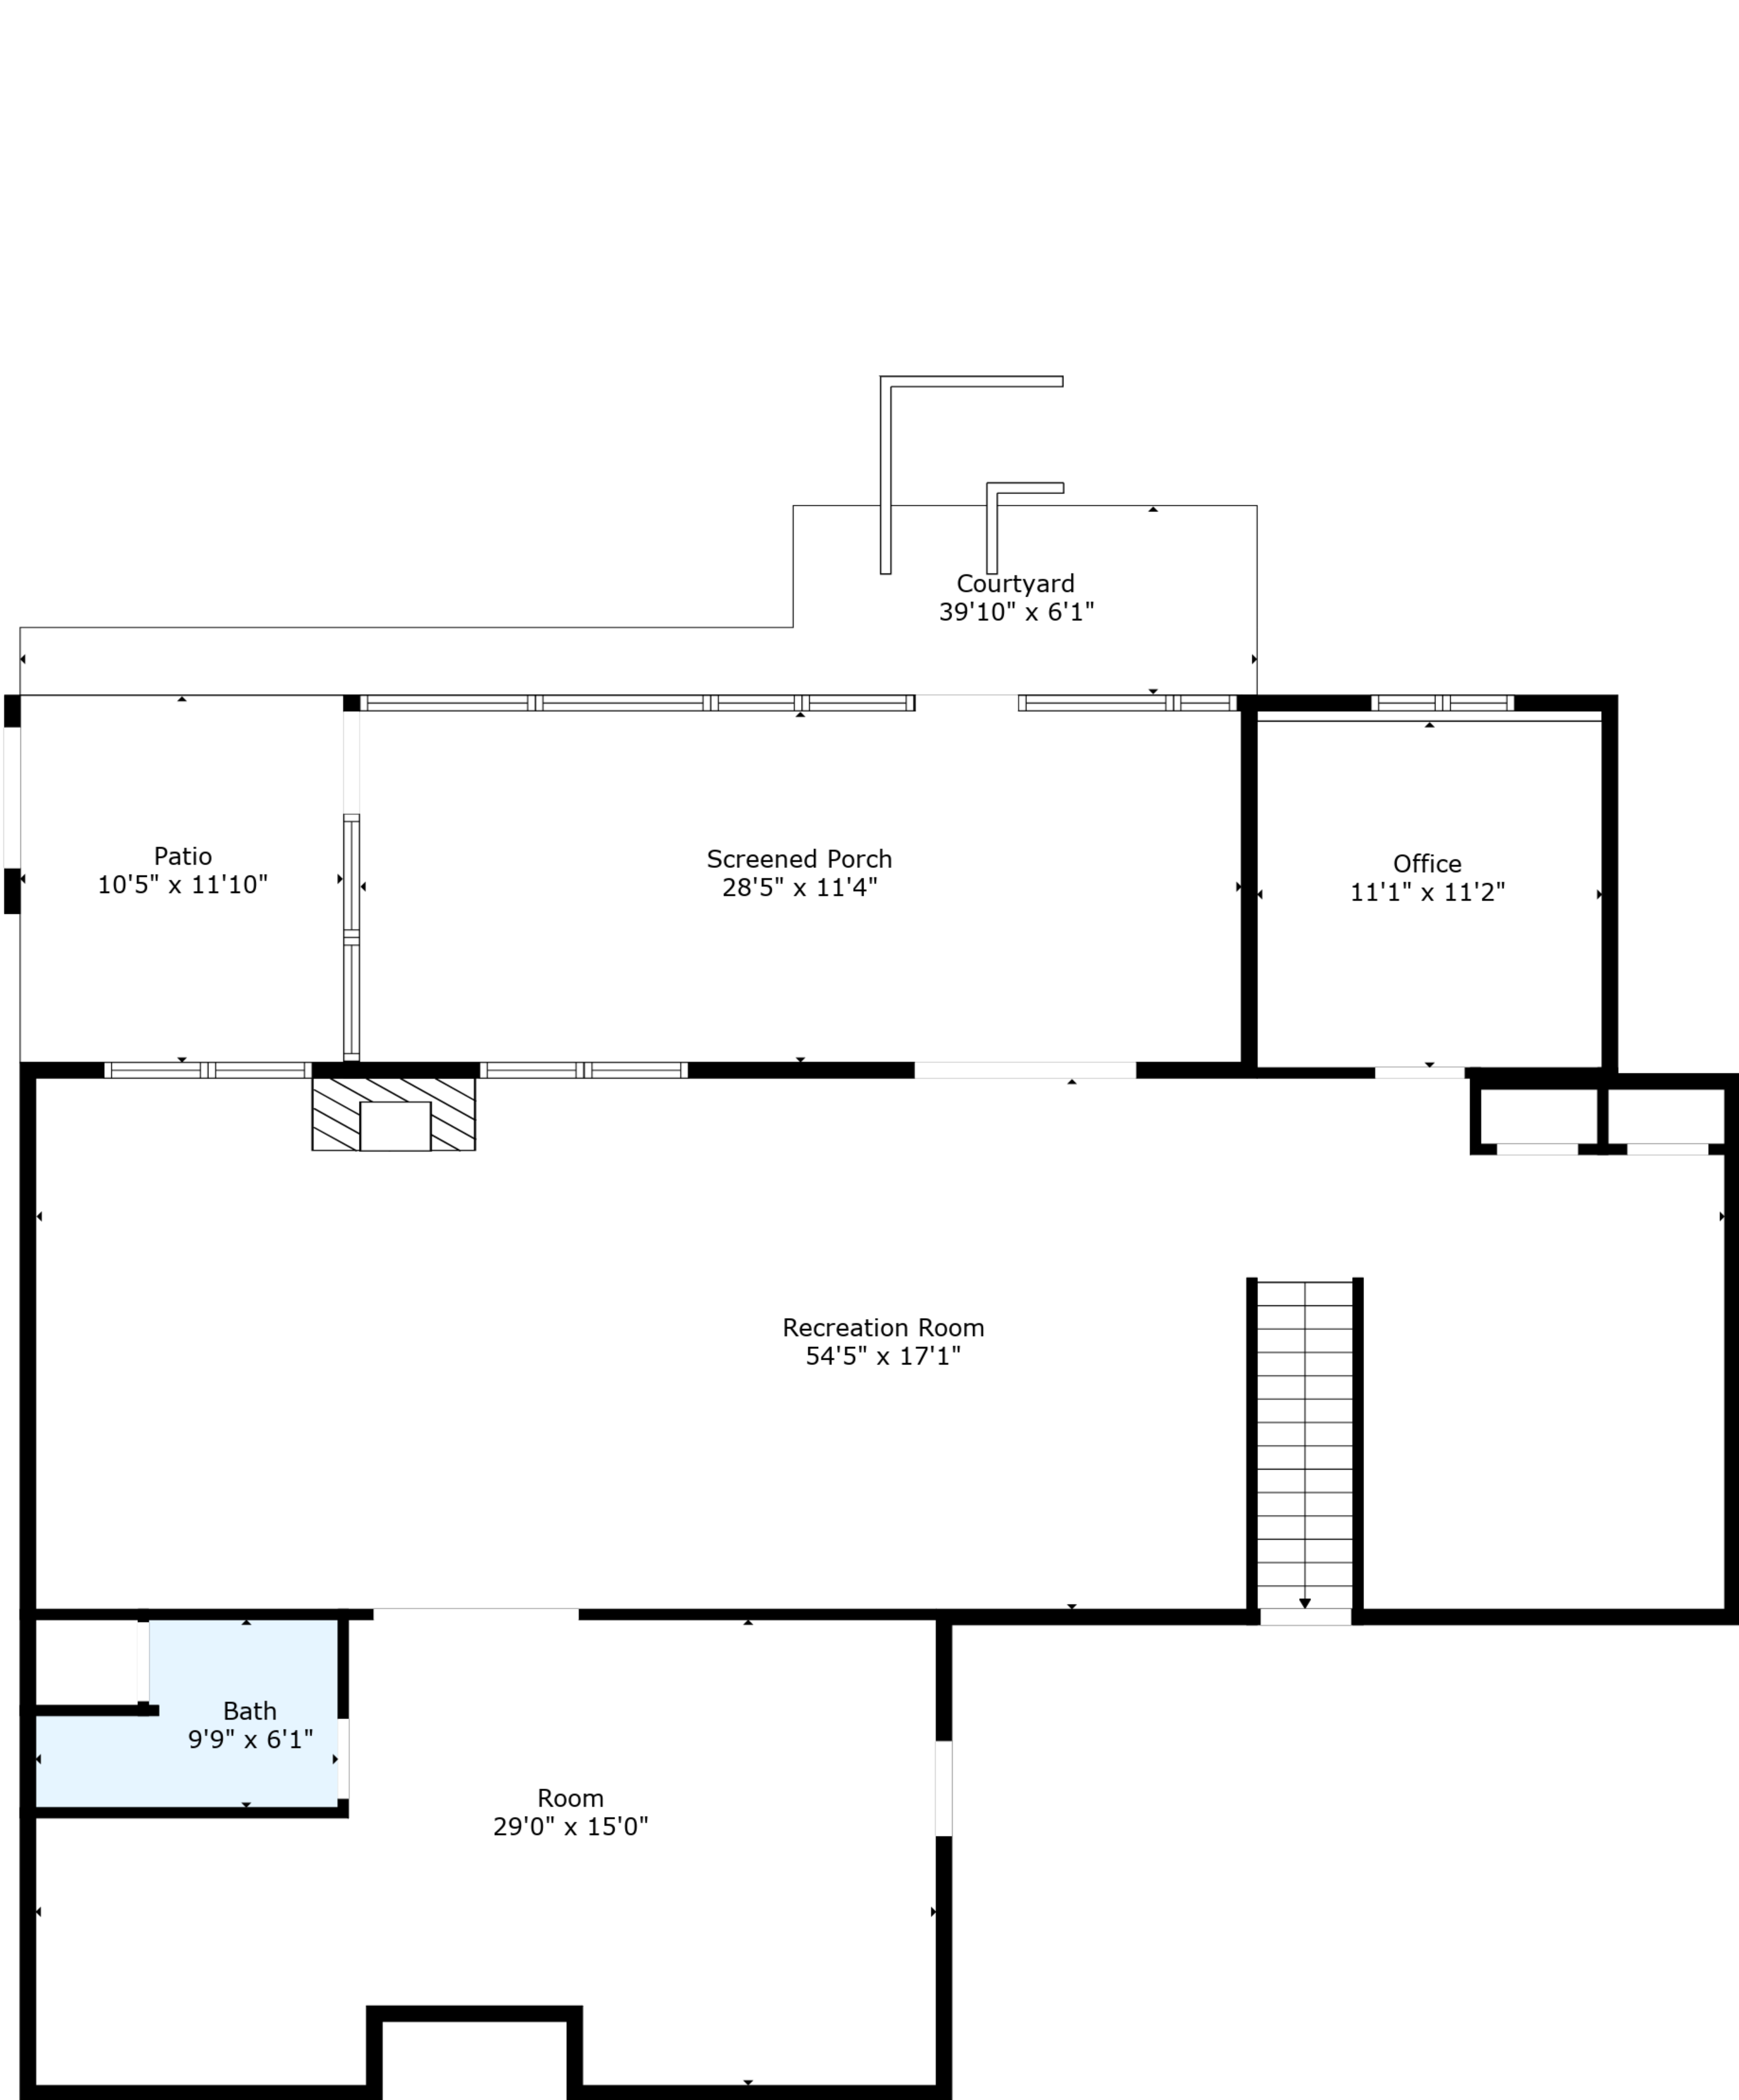 Courtyard
39'10" x 6'1"
Patio
10'5" x 11'10"
Screened Porch
28'5" x 11'4"
Office
11'1" x 11'2"
Recreation Room
54'5" x 17'1"
Bath
9'9" x 6'1"
Room
29'0" x 15'0"